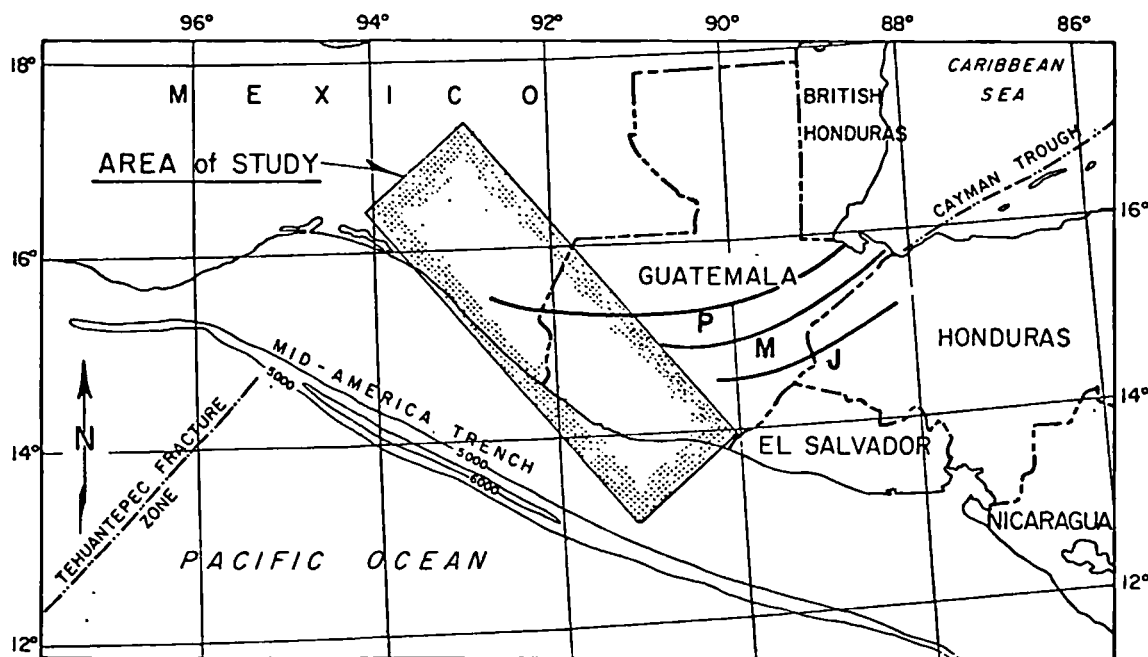 96° 94° 92° 90° 88° 86°
18°
MEXICO
BRITISH
HONDURAS
CARIBBEAN
SEA
AREA of STUDY
CAYMAN TROUGH
16°
16°
GUATEMALA
P
M
J
HONDURAS
MID-AMERICA TRENCH
5000
5000
6000
N
14°
14°
EL SALVADOR
TEHUANTEPEC FRACTURE
ZONE
NICARAGUA
PACIFIC OCEAN
12°
12°